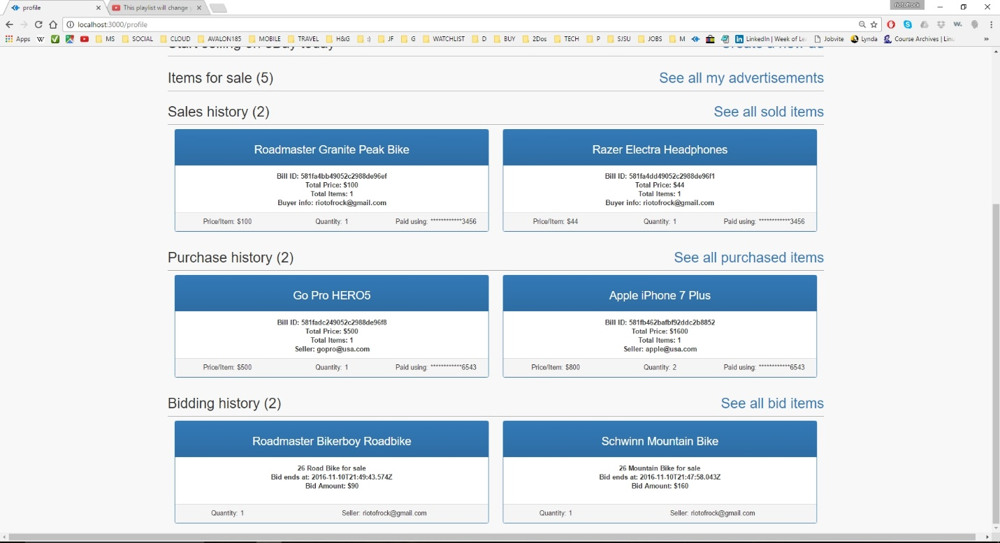 profile
This playlist will change
riotofrock
localhost:3000/profile
Apps W MS SOCIAL CLOUD AVALON185 MOBILE TRAVEL H&G :) JF G WATCHLIST D BUY 2Dos TECH P SJSU JOBS M LinkedIn | Week of Le Jobvite Lynda Course Archives | Linu »
Start selling on eBay today Create a new ad
Items for sale (5) See all my advertisements
Sales history (2) See all sold items
Roadmaster Granite Peak Bike
Bill ID: 581fa4bb49052c2988de96ef
Total Price: $100
Total Items: 1
Buyer info: riotofrock@gmail.com
Price/Item: $100 Quantity: 1 Paid using: ************3456
Razer Electra Headphones
Bill ID: 581fa4dd49052c2988de96f1
Total Price: $44
Total Items: 1
Buyer info: riotofrock@gmail.com
Price/Item: $44 Quantity: 1 Paid using: ************3456
Purchase history (2) See all purchased items
Go Pro HERO5
Bill ID: 581fadc249052c2988de96f8
Total Price: $500
Total Items: 1
Seller: gopro@usa.com
Price/Item: $500 Quantity: 1 Paid using: ************6543
Apple iPhone 7 Plus
Bill ID: 581fb462bafbf92ddc2b8852
Total Price: $1600
Total Items: 1
Seller: apple@usa.com
Price/Item: $800 Quantity: 2 Paid using: ************6543
Bidding history (2) See all bid items
Roadmaster Bikerboy Roadbike
26 Road Bike for sale
Bid ends at: 2016-11-10T21:49:43.574Z
Bid Amount: $90
Quantity: 1 Seller: riotofrock@gmail.com
Schwinn Mountain Bike
26 Mountain Bike for sale
Bid ends at: 2016-11-10T21:47:58.043Z
Bid Amount: $160
Quantity: 1 Seller: riotofrock@gmail.com